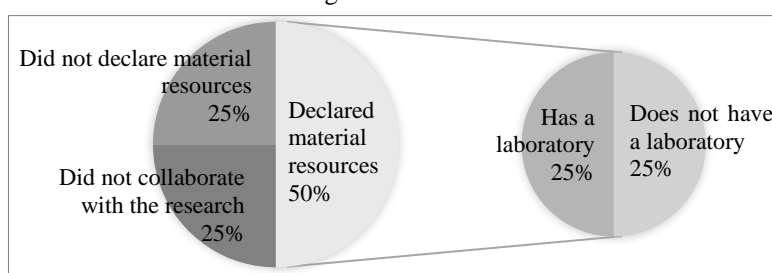 Did not declare material
resources
25%
Did not collaborate
with the research
25%
Declared
material
resources
50%
Has a
laboratory
25%
Does not have
a laboratory
25%